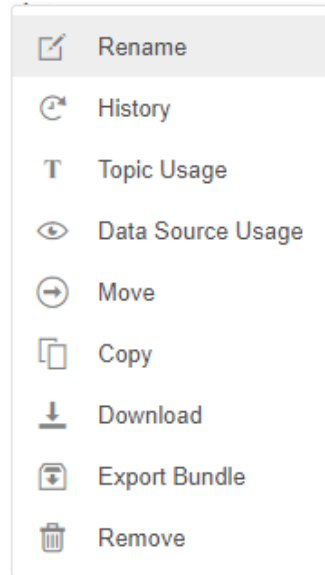 Rename
History
Topic Usage
Data Source Usage
Move
Copy
Download
Export Bundle
Remove